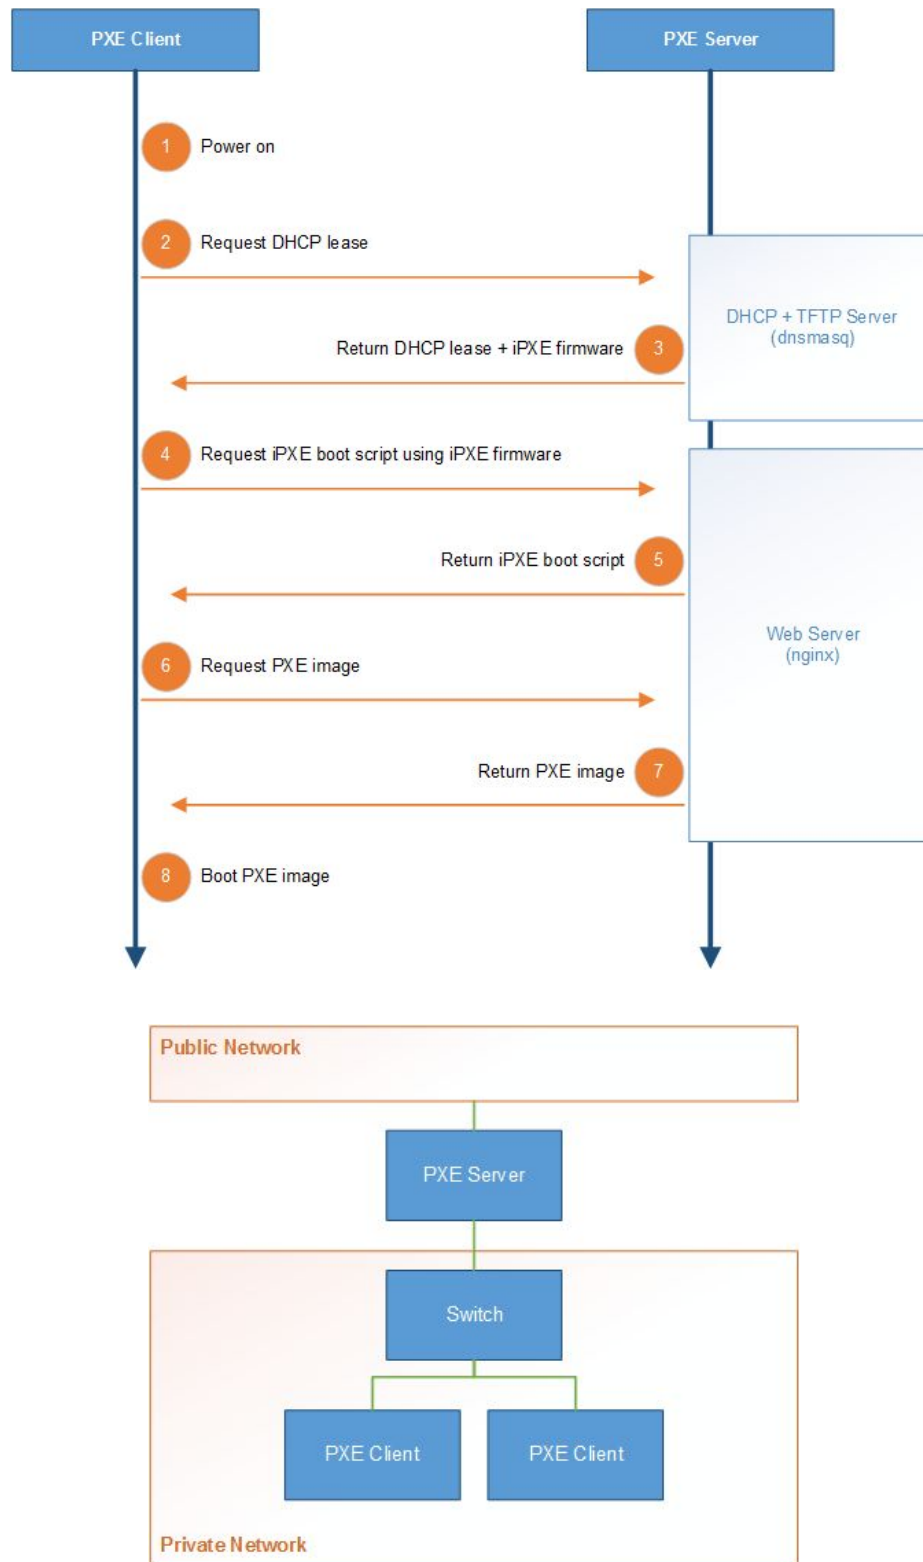 PXE Client
PXE Server
1 Power on
2 Request DHCP lease
DHCP + TFTP Server
(dnsmasq)
Return DHCP lease + iPXE firmware 3
4 Request iPXE boot script using iPXE firmware
Return iPXE boot script 5
Web Server
(nginx)
6 Request PXE image
Return PXE image 7
8 Boot PXE image
Public Network
PXE Server
Switch
PXE Client
PXE Client
Private Network